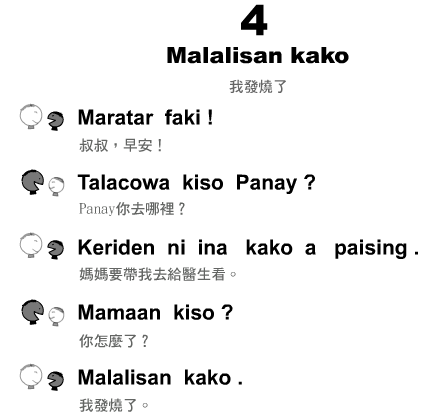 4
Malalisan kako
我發燒了
Maratar faki !
叔叔，早安！
Talacowa kiso Panay ?
Panay你去哪裡？
Keriden ni ina kako a paising .
媽媽要帶我去給醫生看。
Mamaan kiso ?
你怎麼了？
Malalisan kako .
我發燒了。